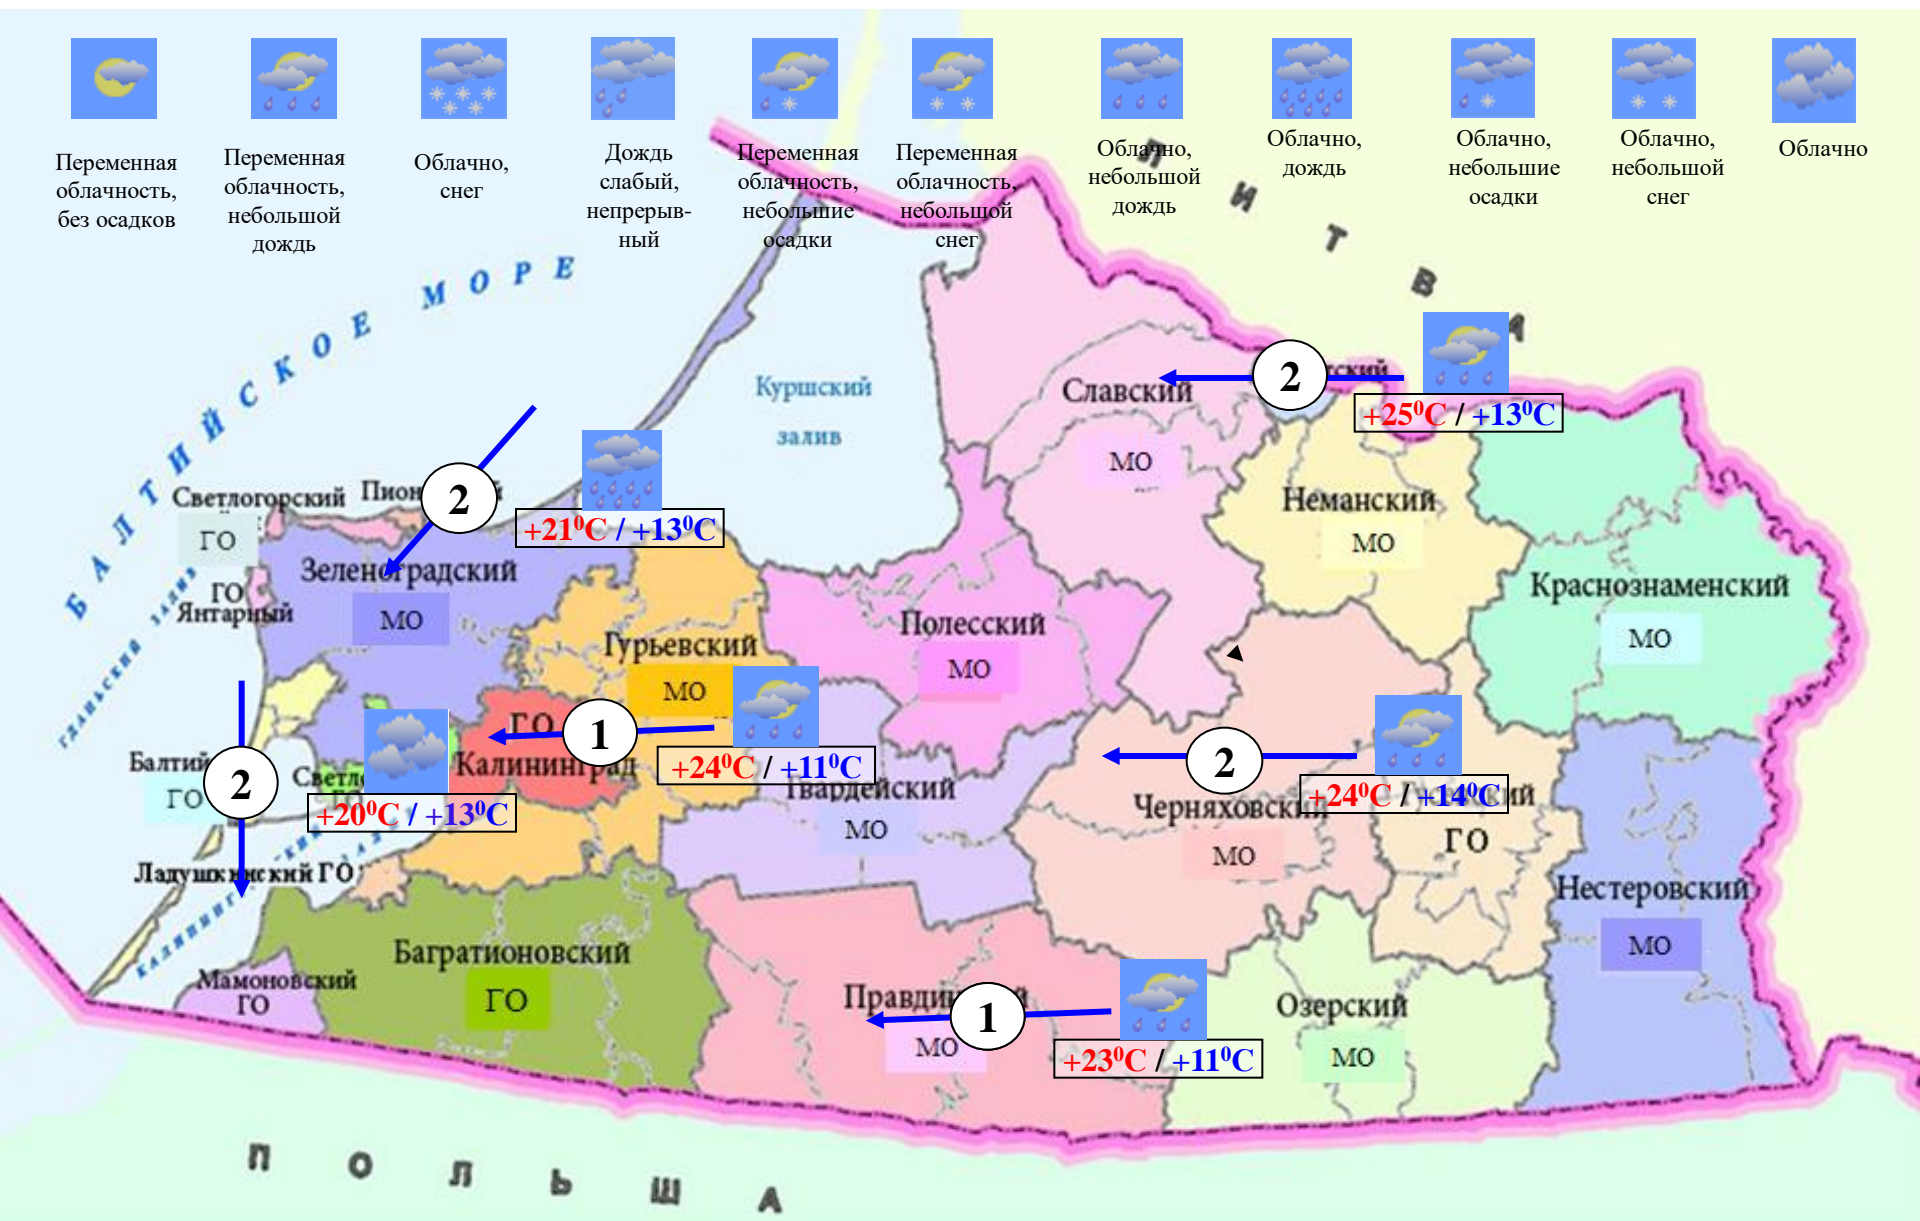 Переменная
облачность,
без осадков
Переменная
облачность,
небольшой
дождь
Облачно,
снег
Дождь
слабый,
непрерыв-
ный
Переменная
облачность,
небольшие
осадки
Переменная
облачность,
небольшой
снег
Облачно,
небольшой
дождь
Облачно,
дождь
Облачно,
небольшие
осадки
Облачно,
небольшой
снег
Облачно
ЛИТВА
БАЛТИЙСКОЕ МОРЕ
Куршский
залив
Славский
МО
2
+25⁰C / +13⁰C
2
+21⁰C / +13⁰C
Светлогорский
ГО
Зеленоградский
МО
ГО
Янтарный
Неманский
МО
Краснознаменский
МО
Полесский
МО
Гурьевский
МО
ГО
Калининград
1
+24⁰C / +11⁰C
2
ГО
+20⁰C / +13⁰C
Гвардейский
МО
2
+24⁰C / +14⁰C
Черняховский
МО
ГО
Нестеровский
МО
Ладушкинский ГО
Мамоновский
ГО
Багратионовский
ГО
Правдинский
МО
1
+23⁰C / +11⁰C
Озерский
МО
ПОЛЬША